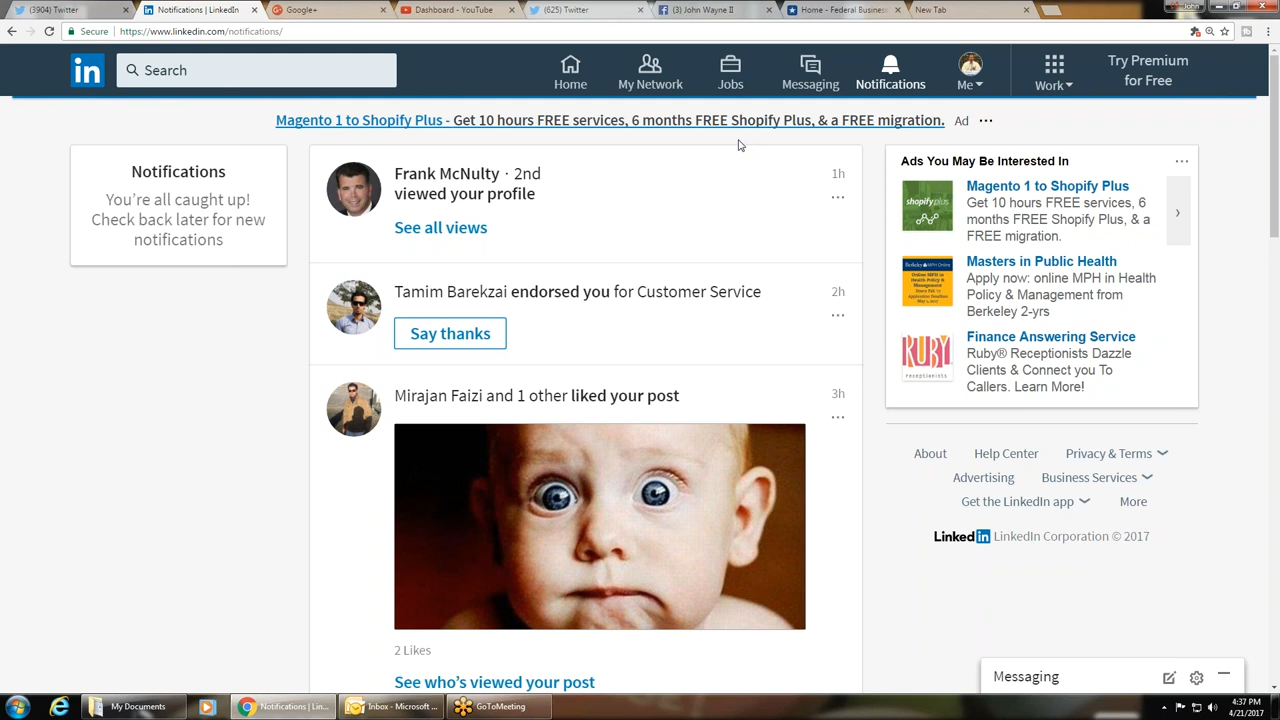 (3904) Twitter
Notifications | LinkedIn
Google+
Dashboard - YouTube
(625) Twitter
(3) John Wayne II
Home - Federal Busines
New Tab
John
Secure
https://www.linkedin.com/notifications/
in
Search
Home
My Network
Jobs
Messaging
Notifications
Me
Work
Try Premium
for Free
Magento 1 to Shopify Plus - Get 10 hours FREE services, 6 months FREE Shopify Plus, & a FREE migration.
Ad
Notifications
You're all caught up!
Check back later for new
notifications
Frank McNulty · 2nd
viewed your profile
1h
See all views
Tamim Barekzai endorsed you for Customer Service
2h
Say thanks
Mirajan Faizi and 1 other liked your post
3h
2 Likes
See who's viewed your post
Ads You May Be Interested In
shopifyplus
Magento 1 to Shopify Plus
Get 10 hours FREE services, 6
months FREE Shopify Plus, & a
FREE migration.
Masters in Public Health
Apply now: online MPH in Health
Policy & Management from
Berkeley 2-yrs
RUBY
receptionists
Finance Answering Service
Ruby® Receptionists Dazzle
Clients & Connect you To
Callers. Learn More!
About
Help Center
Privacy & Terms
Advertising
Business Services
Get the LinkedIn app
More
Linked in LinkedIn Corporation © 2017
Messaging
My Documents
Notifications | Lin...
Inbox - Microsoft ...
GoToMeeting
4:37 PM
4/21/2017